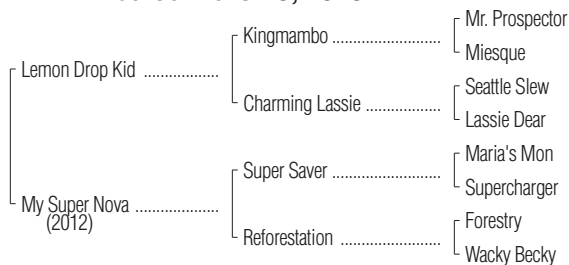 Mr. Prospector
Kingmambo ........................
Miesque
Lemon Drop Kid ................
Seattle Slew
Charming Lassie ................
Lassie Dear
Maria's Mon
Super Saver ........................
Supercharger
My Super Nova ..................
(2012)
Forestry
Reforestation ......................
Wacky Becky